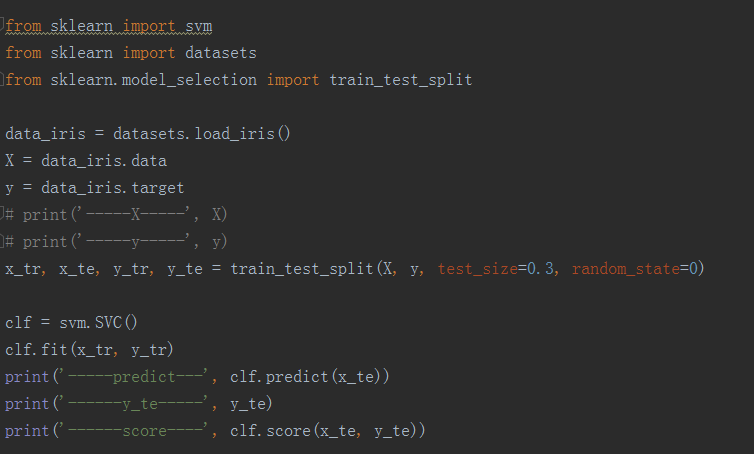 from sklearn import svm
from sklearn import datasets
from sklearn.model_selection import train_test_split
data_iris = datasets.load_iris()
X = data_iris.data
y = data_iris.target
# print('-----X-----', X)
# print('-----y-----', y)
x_tr, x_te, y_tr, y_te = train_test_split(X, y, test_size=0.3, random_state=0)
clf = svm.SVC()
clf.fit(x_tr, y_tr)
print('-----predict---', clf.predict(x_te))
print('------y_te-----', y_te)
print('------score----', clf.score(x_te, y_te))